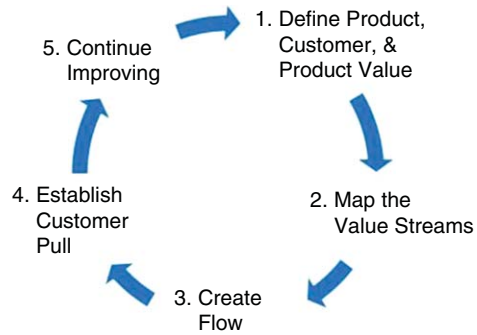 1. Define Product,
Customer, &
Product Value
2. Map the
Value Streams
3. Create
Flow
4. Establish
Customer
Pull
5. Continue
Improving